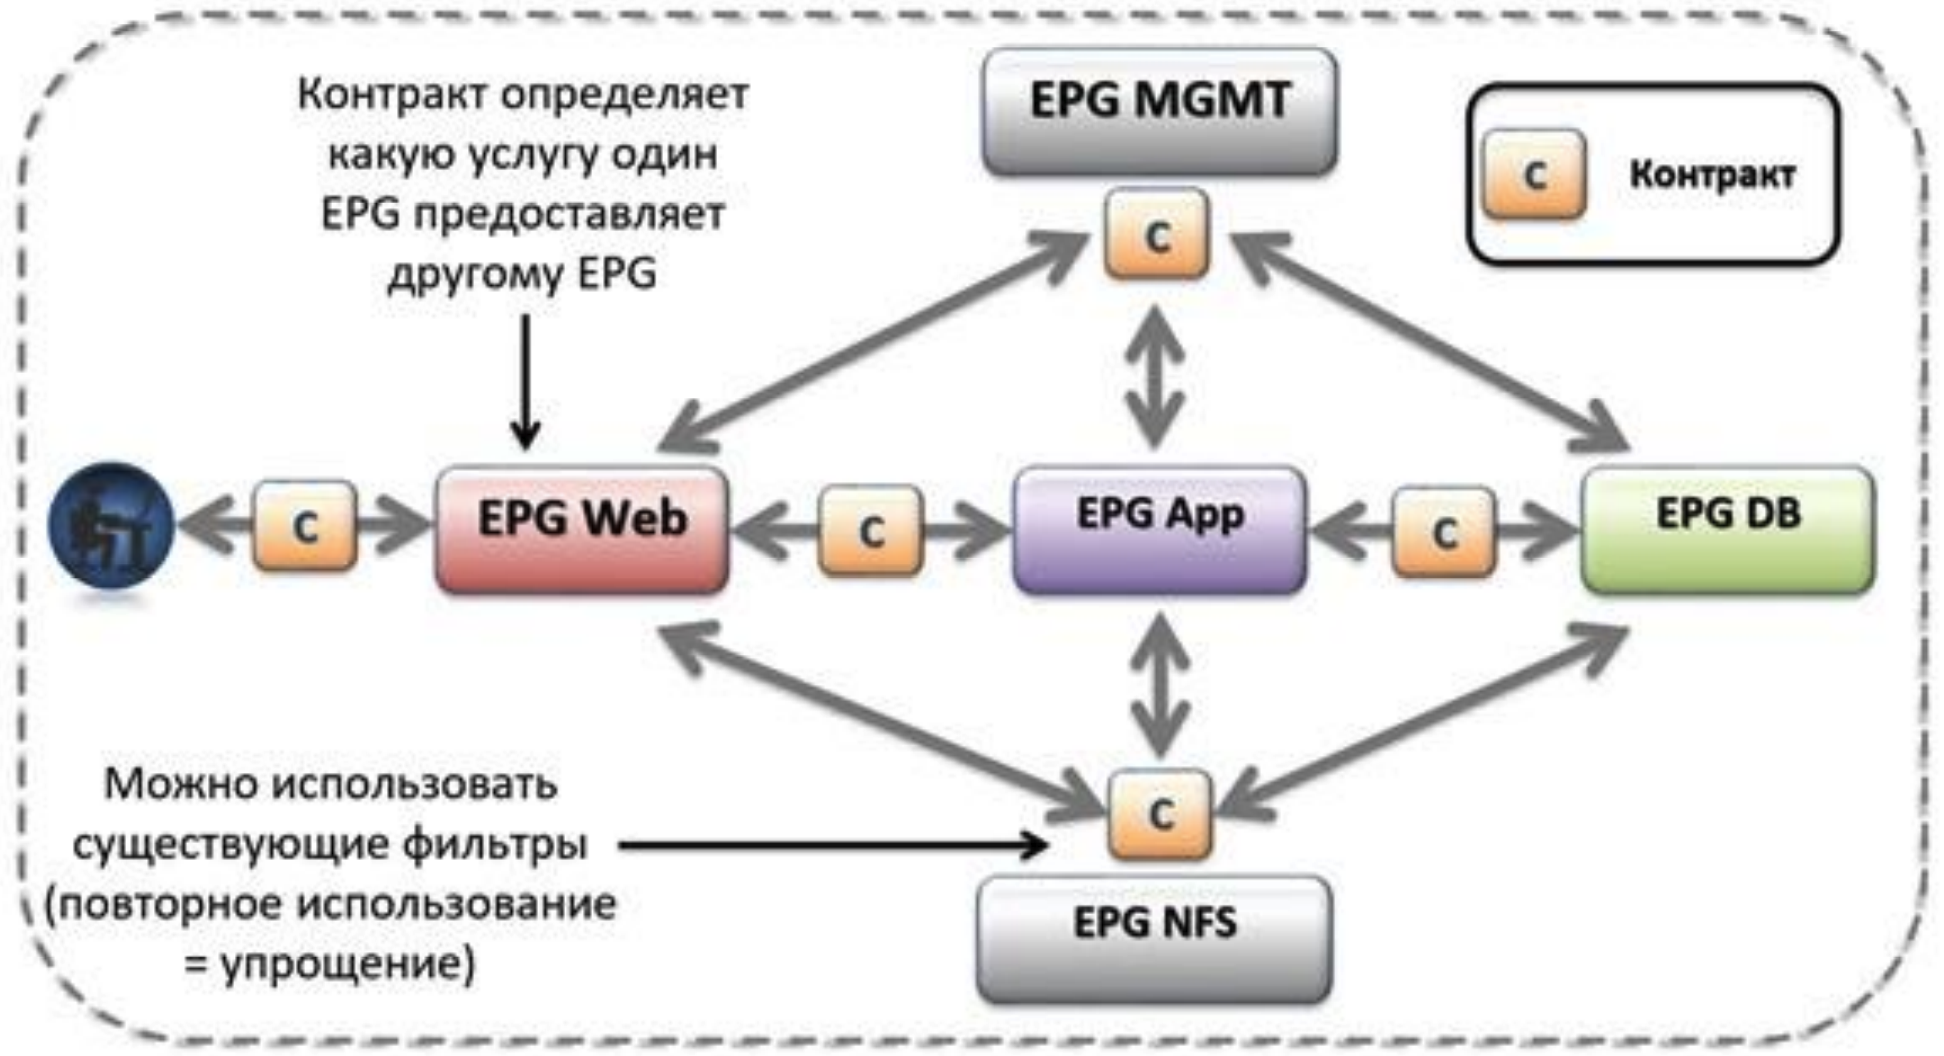 Контракт определяет
какую услугу один
EPG предоставляет
другому EPG
EPG MGMT
C
C Контракт
C
EPG Web
C
EPG App
C
EPG DB
Можно использовать
существующие фильтры
(повторное использование
= упрощение)
C
EPG NFS